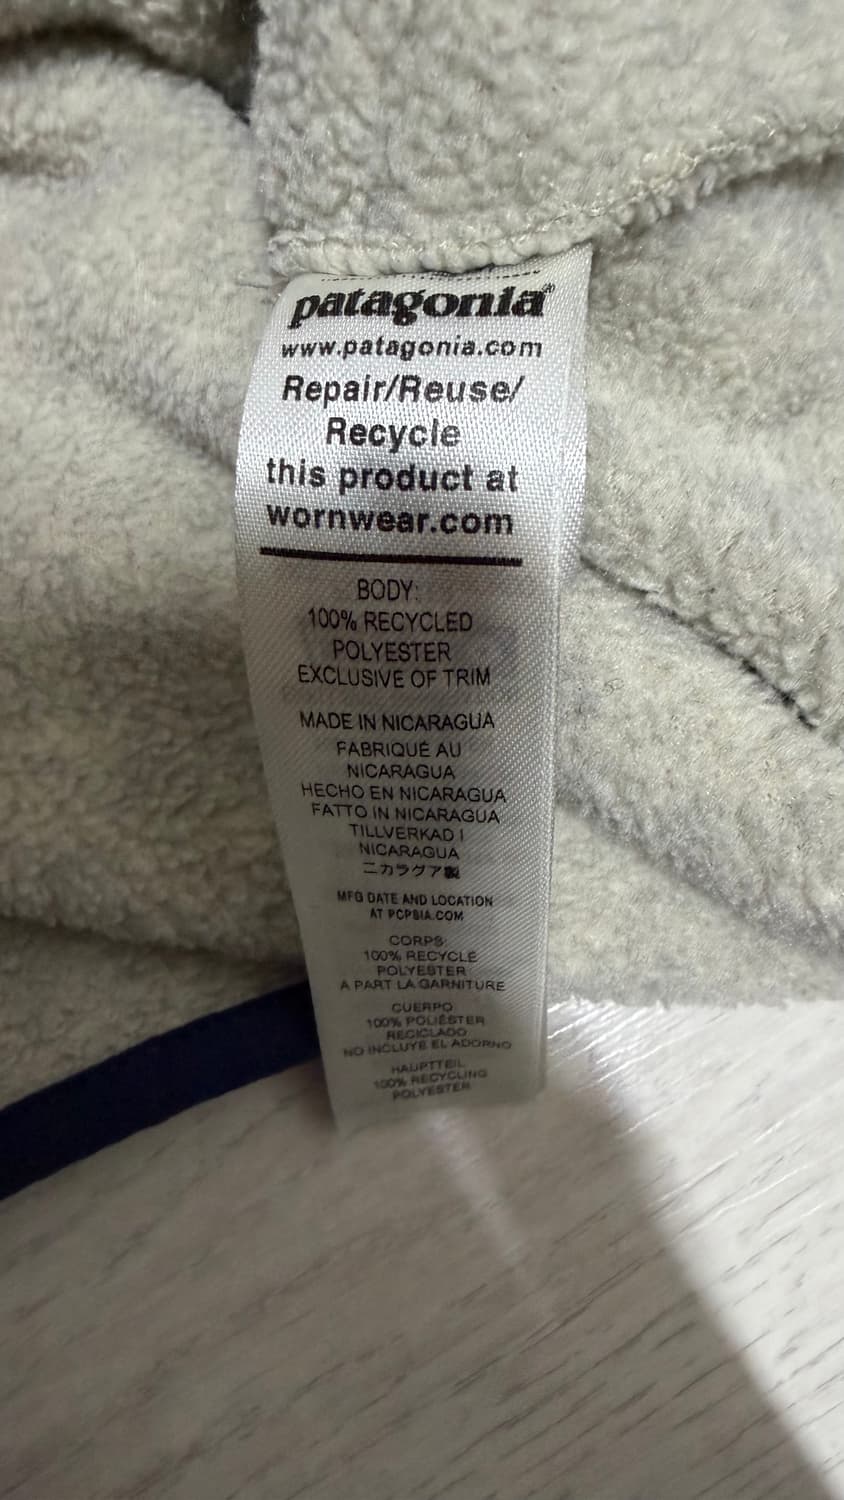 patagonia®
www.patagonia.com
Repair/Reuse/
Recycle
this product at
wornwear.com
BODY:
100% RECYCLED
POLYESTER
EXCLUSIVE OF TRIM
MADE IN NICARAGUA
FABRIQUÉ AU
NICARAGUA
HECHO EN NICARAGUA
FATTO IN NICARAGUA
TILLVERKAD I
NICARAGUA
ニカラグア製
MFG DATE AND LOCATION
AT PCPSIA.COM
CORPS:
100% RECYCLÉ
POLYESTER
À PART LA GARNITURE
CUERPO
100% POLIÉSTER
RECICLADO
NO INCLUYE EL ADORNO
HAUPTTEIL
100% RECYCLING
POLYESTER